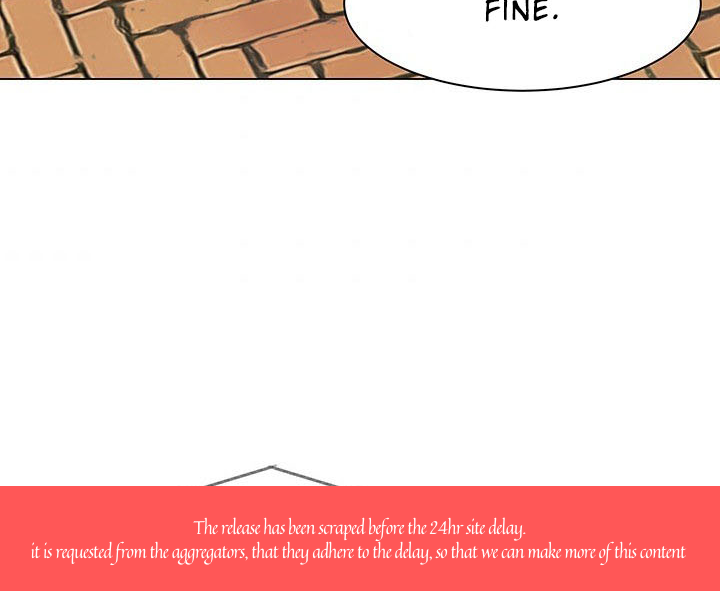 FINE.
The release has been scraped before the 24hr site delay.
it is requested from the aggregators, that they adhere to the delay, so that we can make more of this content